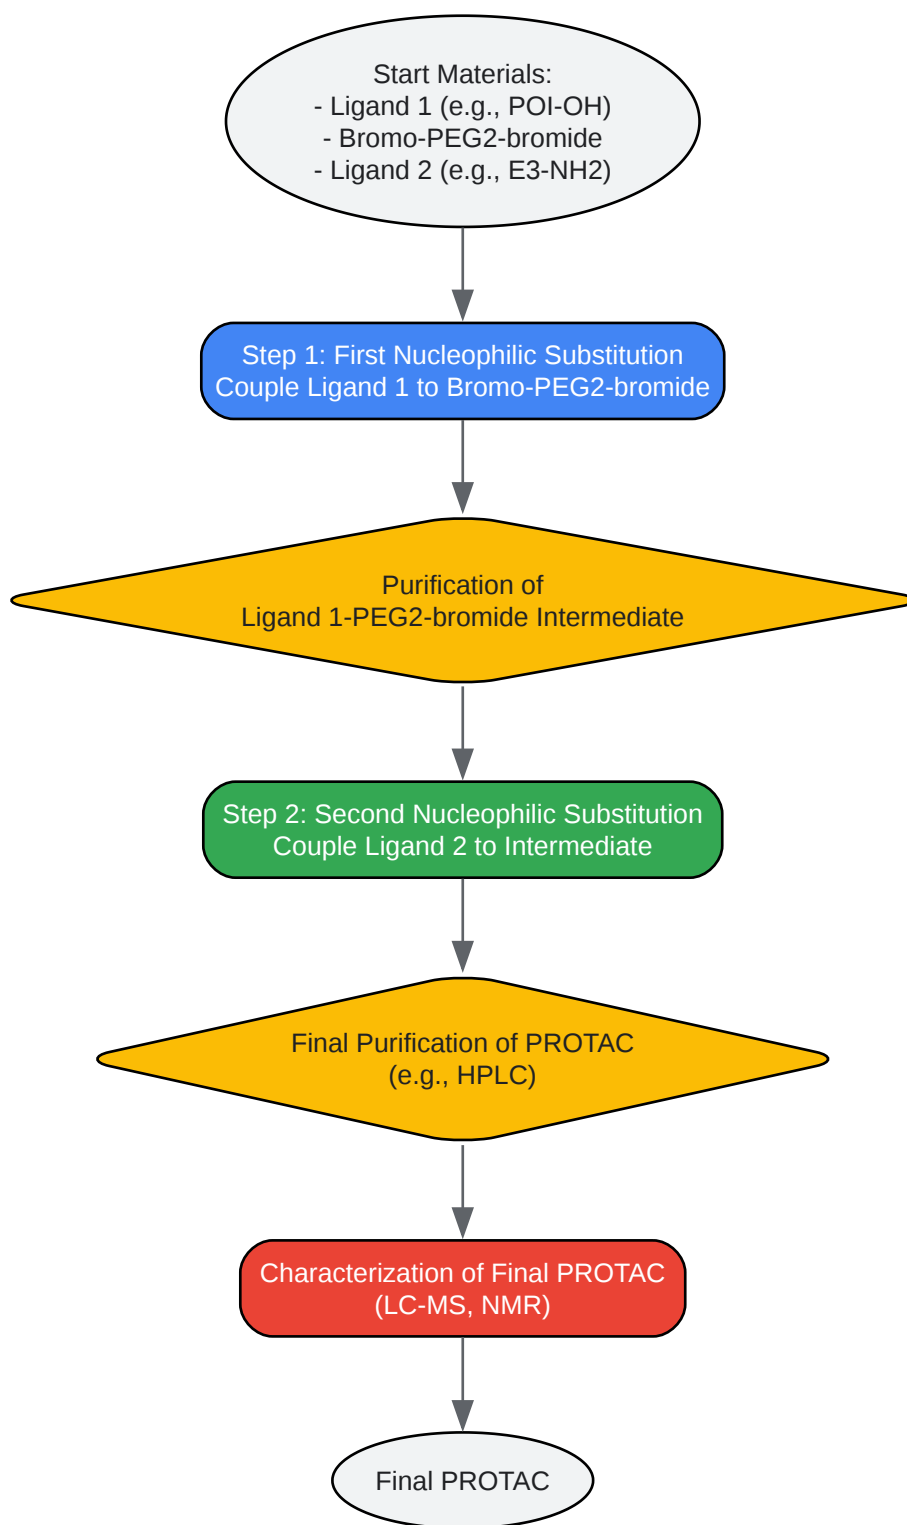 Start Materials:
- Ligand 1 (e.g., POI-OH)
- Bromo-PEG2-bromide
- Ligand 2 (e.g., E3-NH2)
Step 1: First Nucleophilic Substitution
Couple Ligand 1 to Bromo-PEG2-bromide
Purification of
Ligand 1-PEG2-bromide Intermediate
Step 2: Second Nucleophilic Substitution
Couple Ligand 2 to Intermediate
Final Purification of PROTAC
(e.g., HPLC)
Characterization of Final PROTAC
(LC-MS, NMR)
Final PROTAC